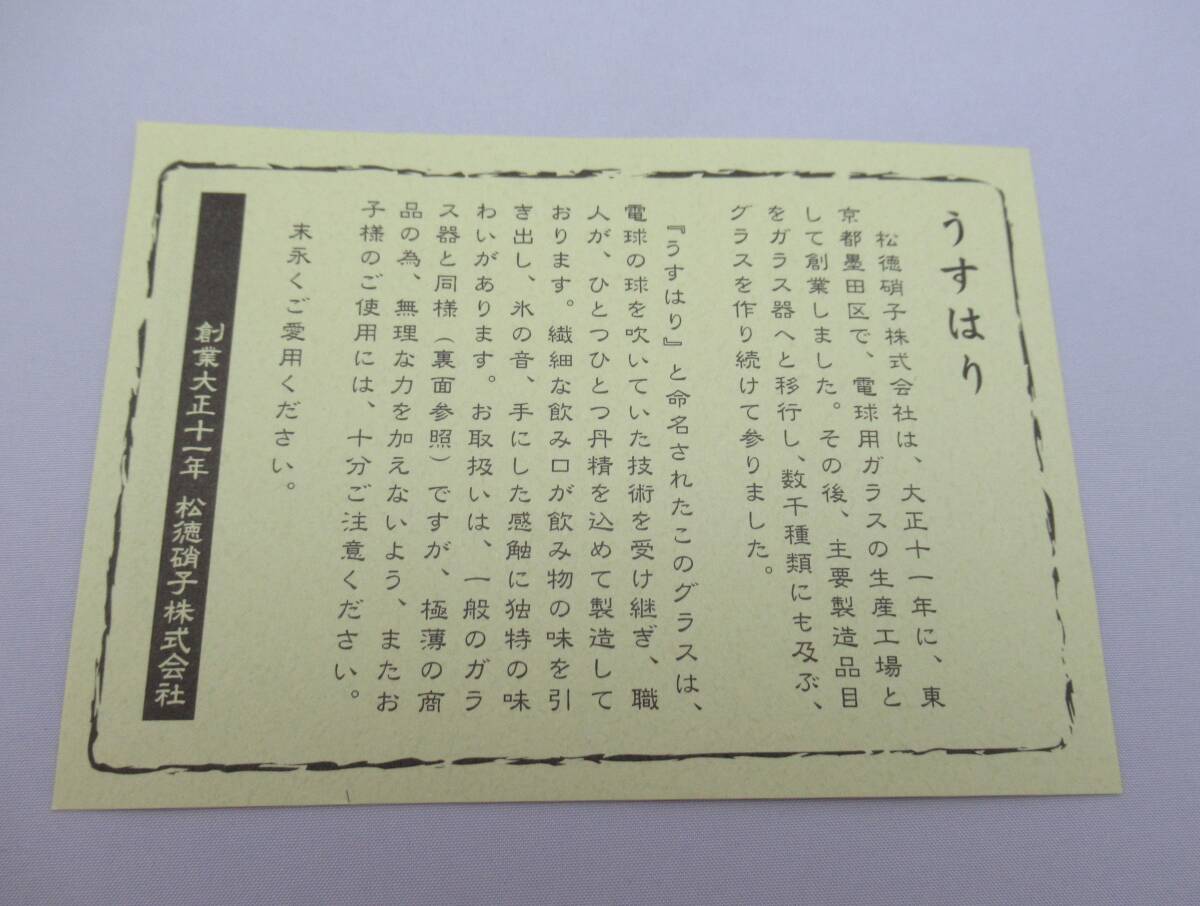 うすはり
松徳硝子株式会社は、大正十一年に、東
京都墨田区で、電球用ガラスの生産工場と
して創業しました。その後、主要製造品目
をガラス器へと移行し、数千種類にも及ぶ、
グラスを作り続けて参りました。
『うすはり』と命名されたこのグラスは、
電球の球を吹いていた技術を受け継ぎ、職
人が、ひとつひとつ丹精を込めて製造して
おります。繊細な飲み口が飲み物の味を引
き出し、氷の音、手にした感触に独特の味
わいがあります。お取扱いは、一般のガラ
ス器と同様（裏面参照）ですが、極薄の商
品の為、無理な力を加えないよう、またお
子様のご使用には、十分ご注意ください。
末永くご愛用ください。
創業大正十一年 松徳硝子株式会社